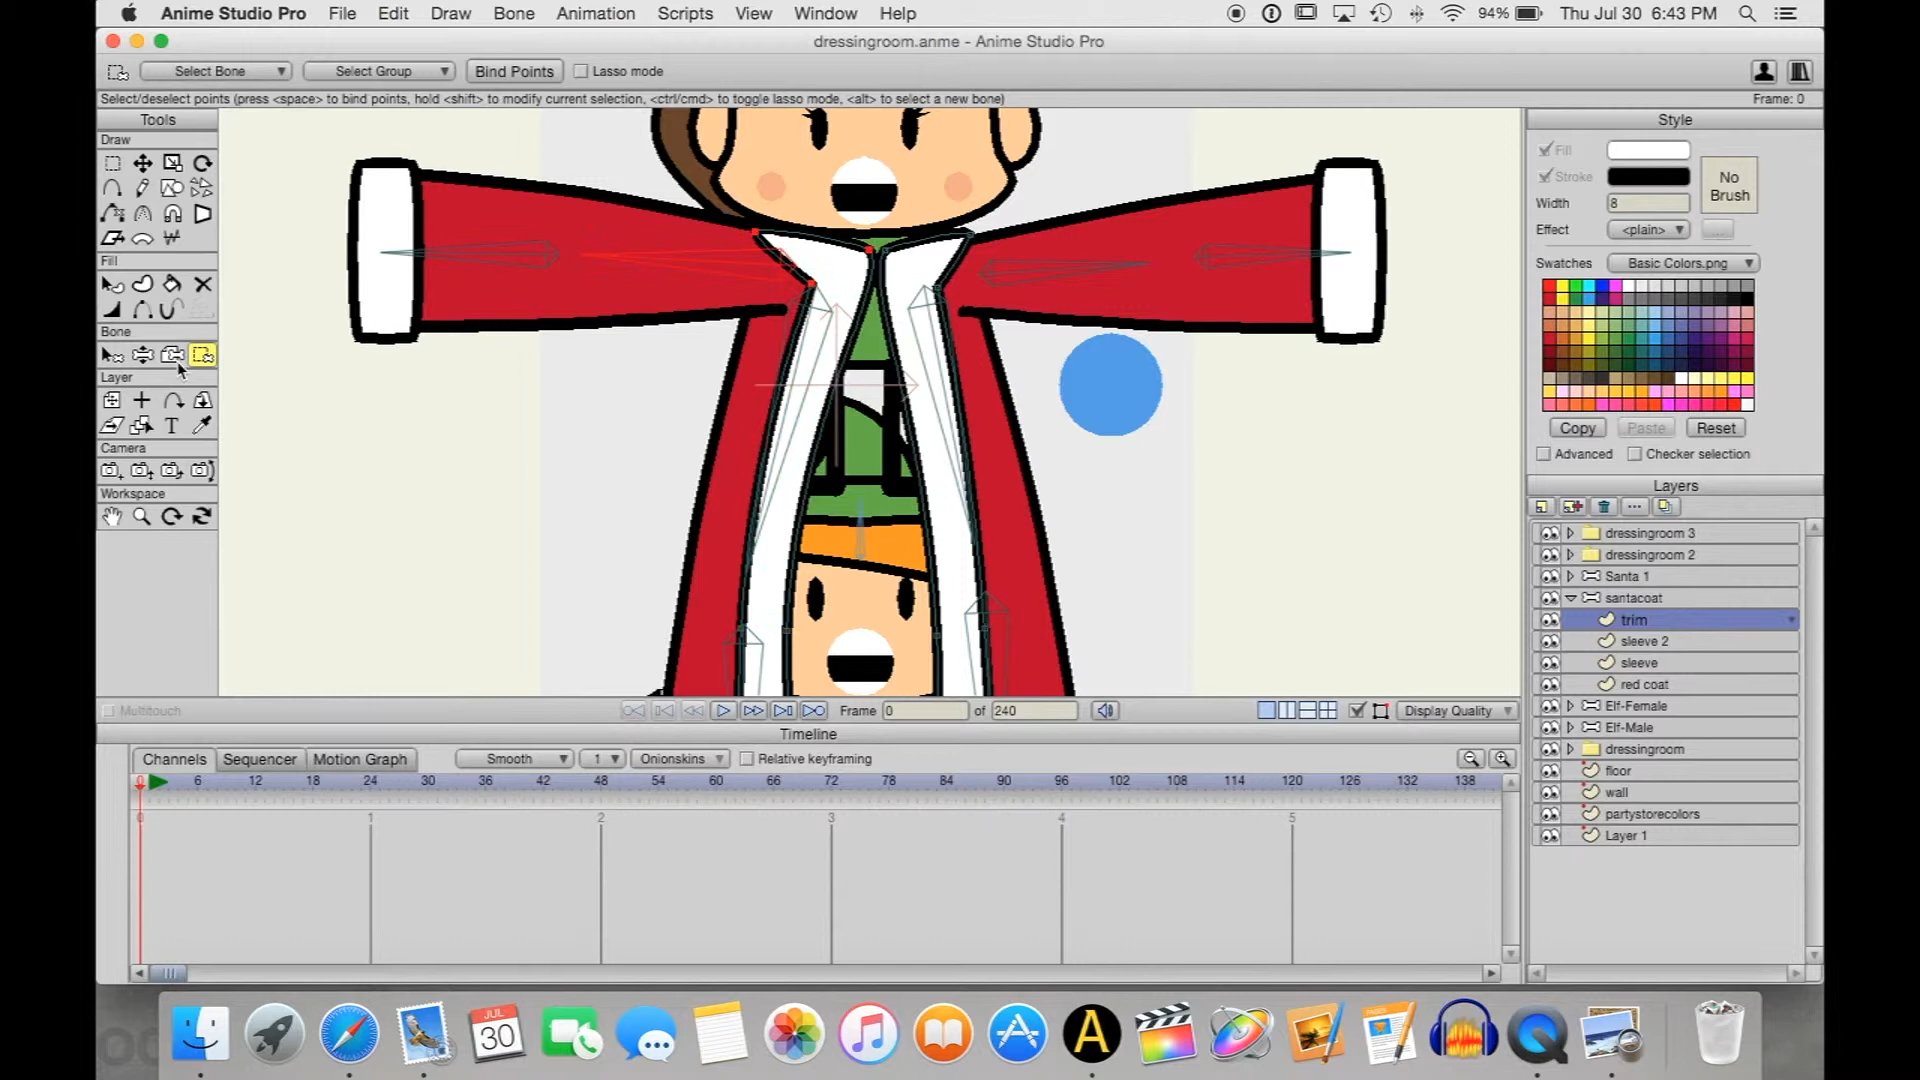 Anime Studio Pro File Edit Draw Bone Animation Scripts View Window Help 94% Thu Jul 30 6:43 PM
dressingroom.anme - Anime Studio Pro
Select Bone Select Group Bind Points Lasso mode
Select/deselect points (press <space> to bind points, hold <shift> to modify current selection, <ctrl/cmd> to toggle lasso mode, <alt> to select a new bone) Frame: 0
Tools
Draw
Fill
Bone
Layer
T
Camera
Workspace
Style
Fill
Stroke
No Brush
Width 8
Effect <plain>
Swatches Basic Colors.png
Copy Paste Reset
Advanced Checker selection
Layers
dressingroom 3
dressingroom 2
Santa 1
santacoat
trim
sleeve 2
sleeve
red coat
Elf-Female
Elf-Male
dressingroom
floor
wall
partystorecolors
Layer 1
Multitouch Frame 0 of 240 Display Quality
Timeline
Channels Sequencer Motion Graph Smooth 1 Onionskins Relative keyframing
0 6 12 18 24 30 36 42 48 54 60 66 72 78 84 90 96 102 108 114 120 126 132 138
0 1 2 3 4 5
JUL
30
A
PAGES